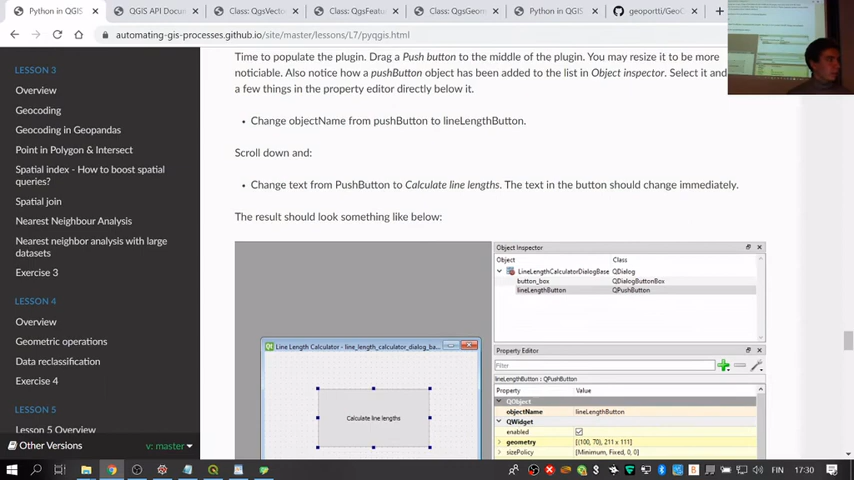 Python in QGIS
QGIS API Docu
Class: QgsVecto
Class: QgsFeatu
Class: QgsGeom
Python in QGIS
geoportti/GeoC
automating-gis-processes.github.io/site/master/lessons/L7/pyqgis.html
LESSON 3
Overview
Geocoding
Geocoding in Geopandas
Point in Polygon & Intersect
Spatial index - How to boost spatial
queries?
Spatial join
Nearest Neighbour Analysis
Nearest neighbor analysis with large
datasets
Exercise 3
LESSON 4
Overview
Geometric operations
Data reclassification
Exercise 4
LESSON 5
Lesson 5 Overview
Other Versions
v: master
Time to populate the plugin. Drag a Push button to the middle of the plugin. You may resize it to be more
noticiable. Also notice how a pushButton object has been added to the list in Object inspector. Select it and
a few things in the property editor directly below it.
• Change objectName from pushButton to lineLengthButton.
Scroll down and:
• Change text from PushButton to Calculate line lengths. The text in the button should change immediately.
The result should look something like below:
Line Length Calculator - line_length_calculator_dialog_ba...
Calculate line lengths
Object Inspector
Object Class
LineLengthCalculatorDialogBase QDialog
button_box QDialogButtonBox
lineLengthButton QPushButton
Property Editor
Filter
lineLengthButton : QPushButton
Property Value
QObject
objectName lineLengthButton
QWidget
enabled
geometry [(100, 70), 211 x 111]
sizePolicy [Minimum, Fixed, 0, 0]
FIN
17:30